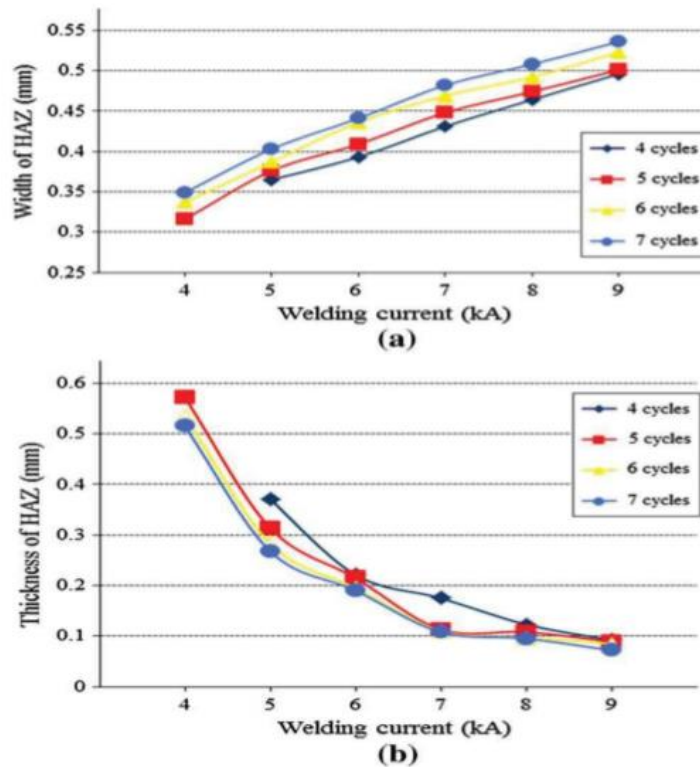 0.55
0.5
0.45
0.4
0.35
0.3
0.25
Width of HAZ (mm)
4 cycles
5 cycles
6 cycles
7 cycles
4 5 6 7 8 9
Welding current (kA)
(a)
0.6
0.5
0.4
0.3
0.2
0.1
0
Thickness of HAZ (mm)
4 cycles
5 cycles
6 cycles
7 cycles
4 5 6 7 8 9
Welding current (kA)
(b)